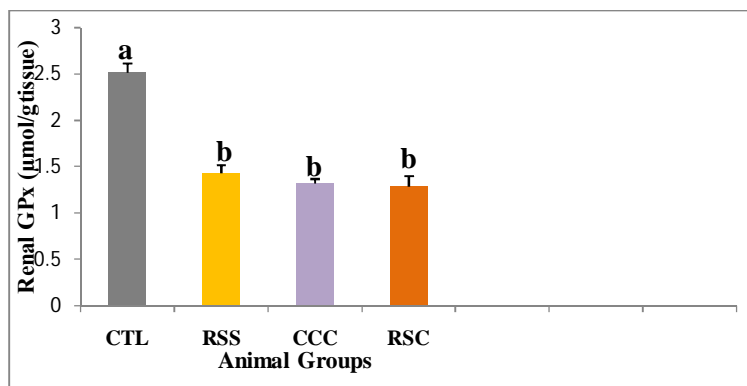 Renal GPx (μmol/gtissue)
3
2.5
2
1.5
1
0.5
0
a
b
b
b
CTL RSS CCC RSC
Animal Groups